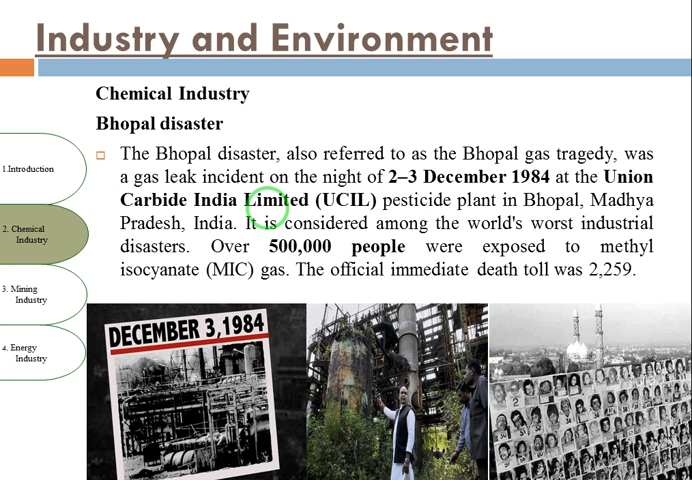 Industry and Environment
Chemical Industry
Bhopal disaster
The Bhopal disaster, also referred to as the Bhopal gas tragedy, was
a gas leak incident on the night of 2–3 December 1984 at the Union
Carbide India Limited (UCIL) pesticide plant in Bhopal, Madhya
Pradesh, India. It is considered among the world's worst industrial
disasters. Over 500,000 people were exposed to methyl
isocyanate (MIC) gas. The official immediate death toll was 2,259.
1.Introduction
2. Chemical
Industry
3. Mining
Industry
4. Energy
Industry
DECEMBER 3,1984